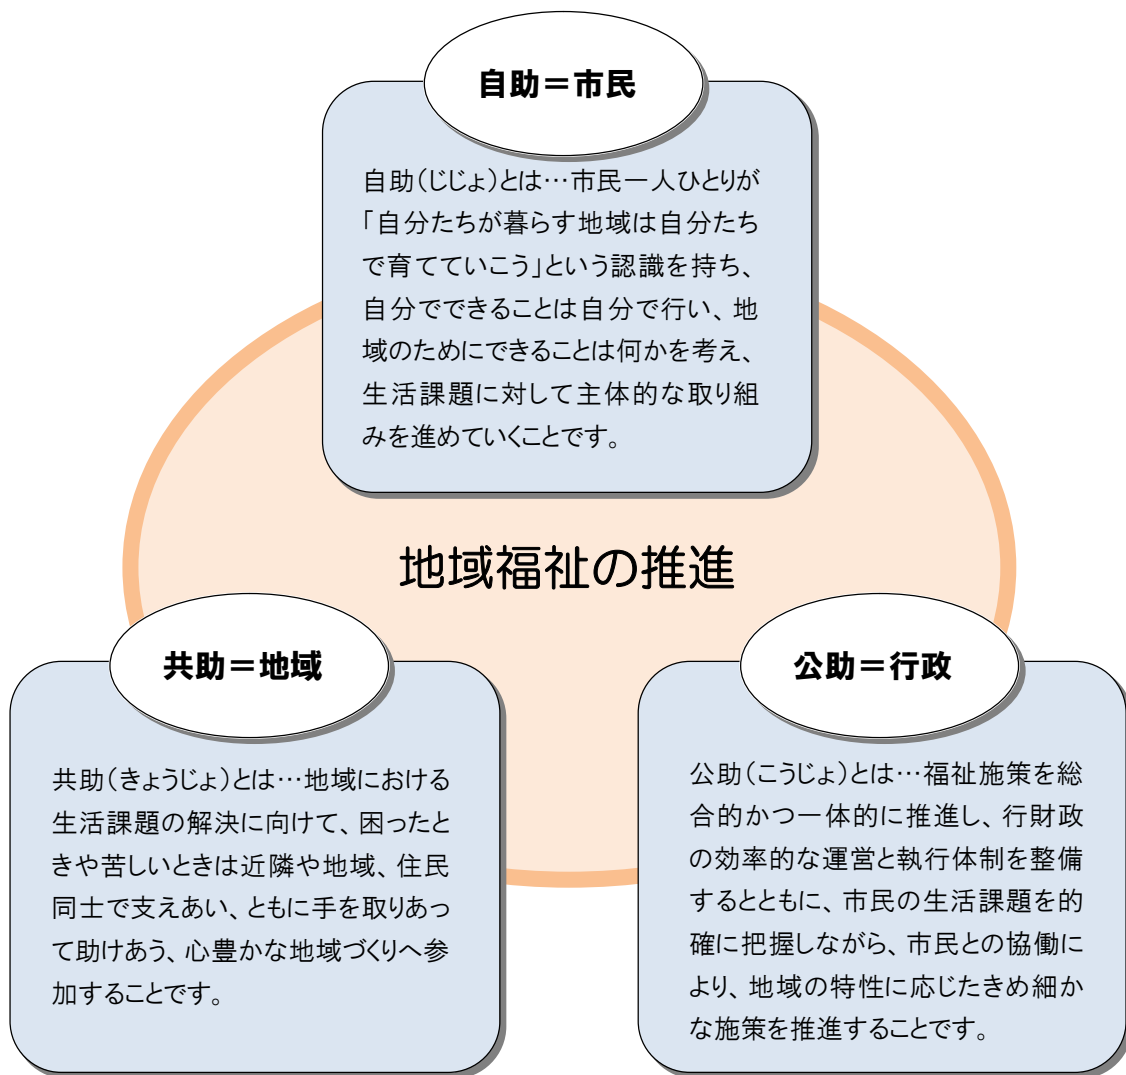 自助＝市民
自助（じじょ）とは…市民一人ひとりが
「自分たちが暮らす地域は自分たち
で育てていこう」という認識を持ち、
自分でできることは自分で行い、地
域のためにできることは何かを考え、
生活課題に対して主体的な取り組
みを進めていくことです。
地域福祉の推進
共助＝地域
共助（きょうじょ）とは…地域における
生活課題の解決に向けて、困ったと
きや苦しいときは近隣や地域、住民
同士で支えあい、ともに手を取りあっ
て助けあう、心豊かな地域づくりへ参
加することです。
公助＝行政
公助（こうじょ）とは…福祉施策を総
合的かつ一体的に推進し、行財政
の効率的な運営と執行体制を整備
するとともに、市民の生活課題を的
確に把握しながら、市民との協働に
より、地域の特性に応じたきめ細か
な施策を推進することです。